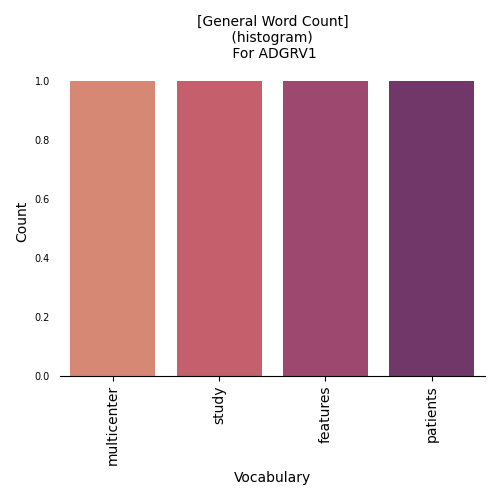 [General Word Count]
(histogram)
For ADGRV1
Count
1.0
0.8
0.6
0.4
0.2
0.0
multicenter
study
features
patients
Vocabulary